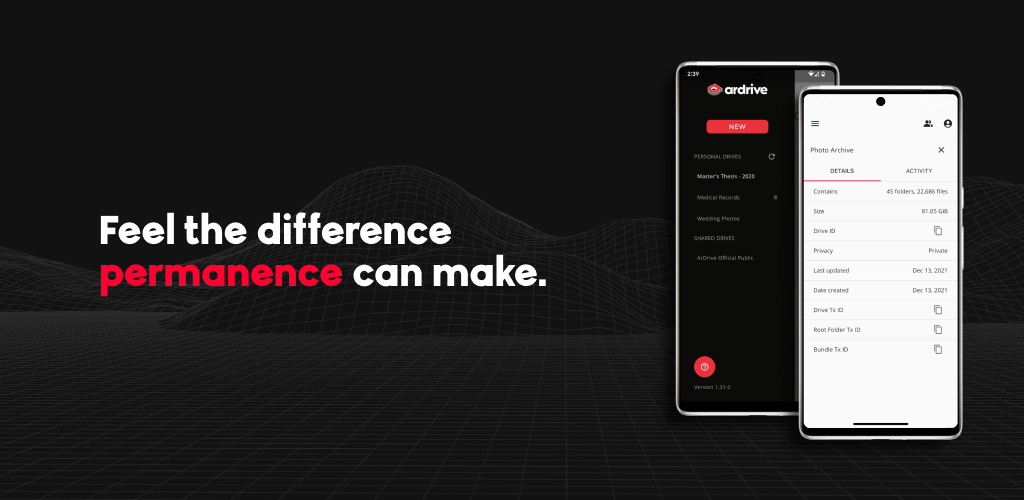 Feel the difference
permanence can make.
2:39
ardrive
NEW
PERSONAL DRIVES
Master's Thesis - 2020
Medical Records
Wedding Photos
SHARED DRIVES
ArDrive Official Public
Version 1.31.0
Photo Archive
DETAILS ACTIVITY
Contains 45 folders, 22,686 files
Size 81.05 GiB
Drive ID
Privacy Private
Last updated Dec 13, 2021
Date created Dec 13, 2021
Drive Tx ID
Root Folder Tx ID
Bundle Tx ID